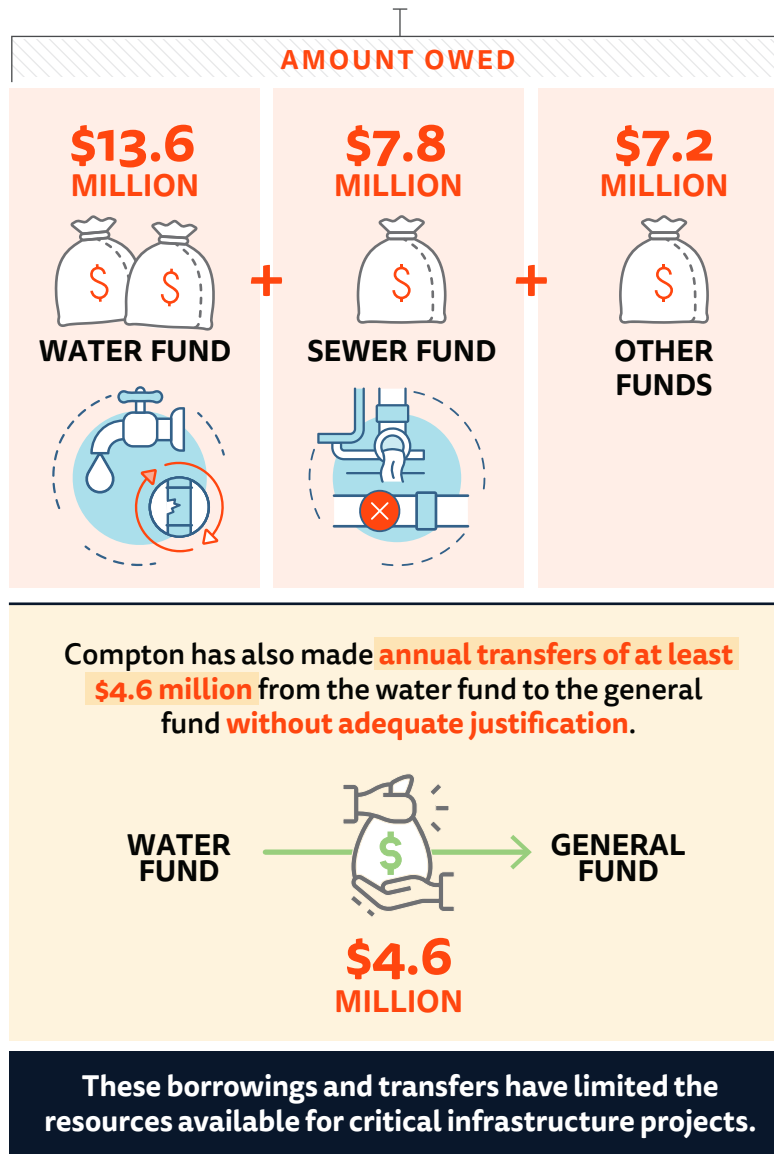 AMOUNT OWED
$13.6
MILLION
$
$
WATER FUND
+
$7.8
MILLION
$
SEWER FUND
+
$7.2
MILLION
$
OTHER
FUNDS
Compton has also made annual transfers of at least
$4.6 million from the water fund to the general
fund without adequate justification.
WATER
FUND
$
GENERAL
FUND
$4.6
MILLION
These borrowings and transfers have limited the
resources available for critical infrastructure projects.